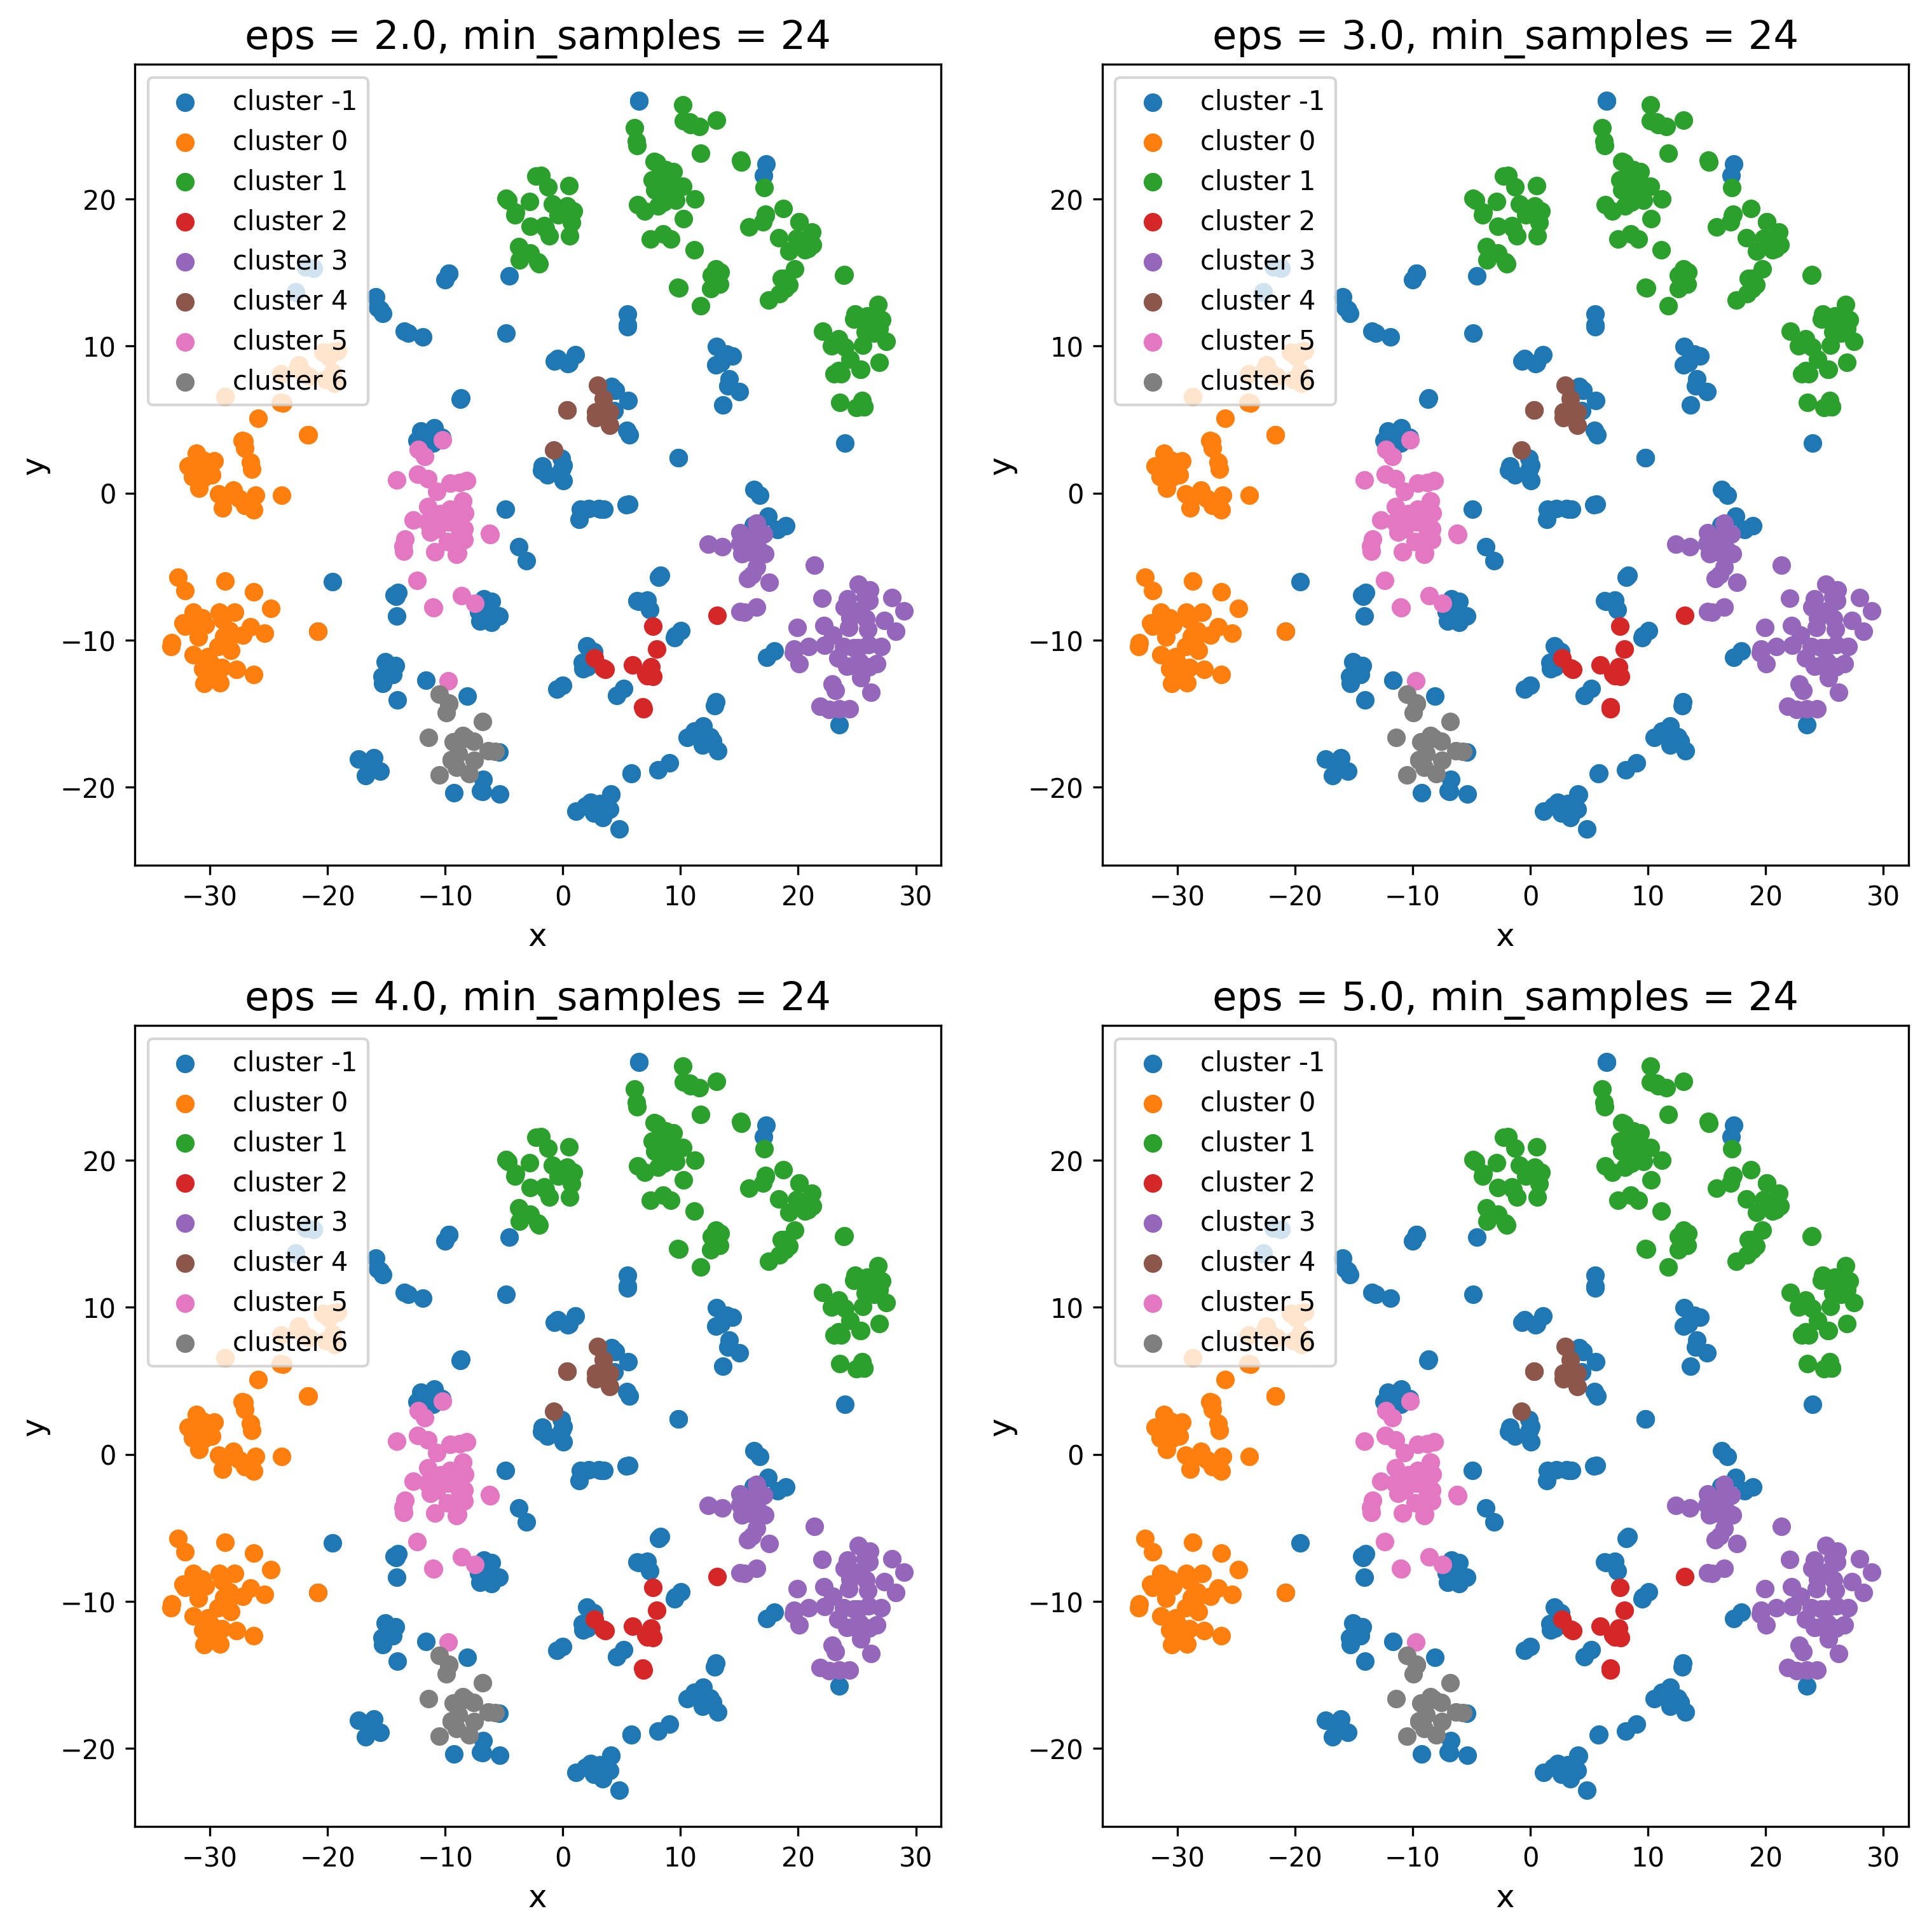 eps = 2.0, min_samples = 24
cluster -1
cluster 0
cluster 1
cluster 2
cluster 3
cluster 4
cluster 5
cluster 6
20
10
0
−10
−20
y
−30 −20 −10 0 10 20 30
x
eps = 3.0, min_samples = 24
cluster -1
cluster 0
cluster 1
cluster 2
cluster 3
cluster 4
cluster 5
cluster 6
20
10
0
−10
−20
y
−30 −20 −10 0 10 20 30
x
eps = 4.0, min_samples = 24
cluster -1
cluster 0
cluster 1
cluster 2
cluster 3
cluster 4
cluster 5
cluster 6
20
10
0
−10
−20
y
−30 −20 −10 0 10 20 30
x
eps = 5.0, min_samples = 24
cluster -1
cluster 0
cluster 1
cluster 2
cluster 3
cluster 4
cluster 5
cluster 6
20
10
0
−10
−20
y
−30 −20 −10 0 10 20 30
x